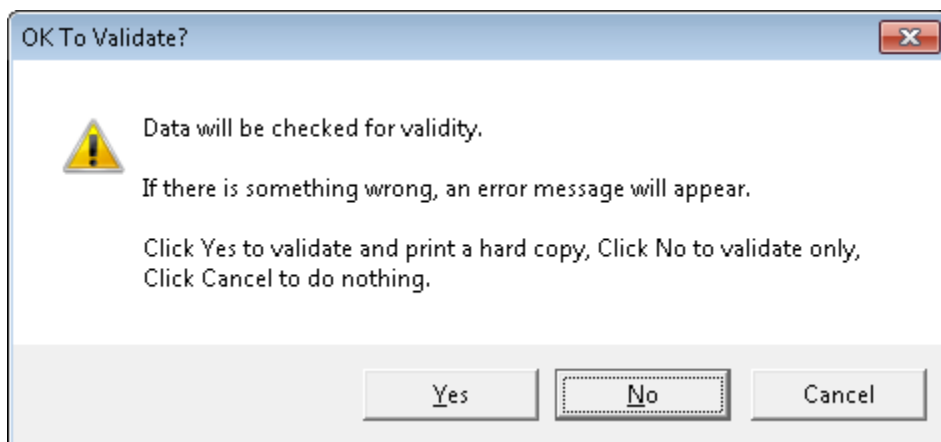 OK To Validate?
Data will be checked for validity.
If there is something wrong, an error message will appear.
Click Yes to validate and print a hard copy, Click No to validate only,
Click Cancel to do nothing.
Yes No Cancel